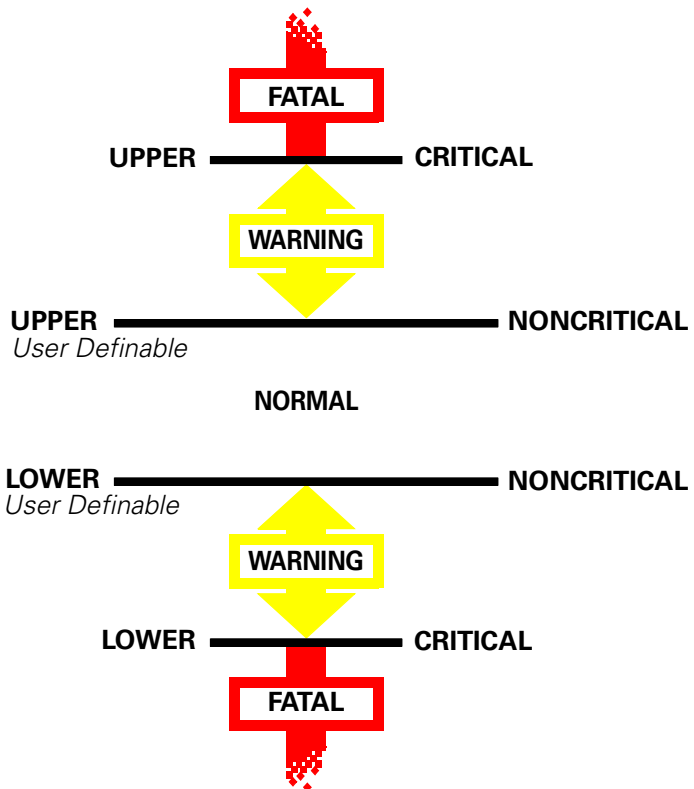 FATAL
UPPER CRITICAL
WARNING
UPPER NONCRITICAL
User Definable
NORMAL
LOWER NONCRITICAL
User Definable
WARNING
LOWER CRITICAL
FATAL